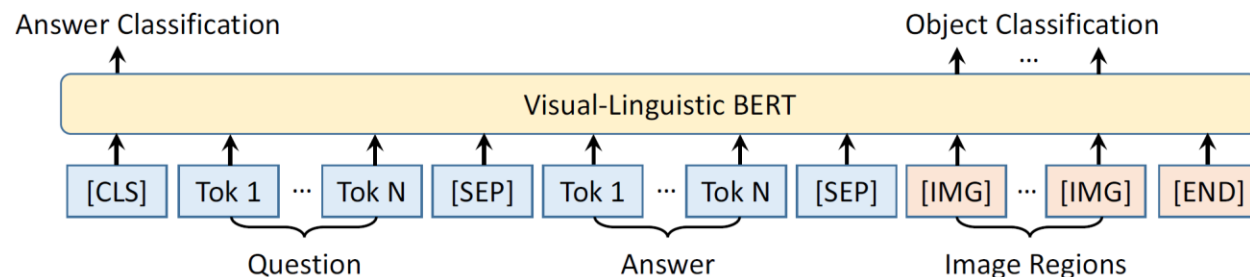 Answer Classification Object Classification
...
Visual-Linguistic BERT
[CLS] Tok 1 ... Tok N [SEP] Tok 1 ... Tok N [SEP] [IMG] ... [IMG] [END]
Question Answer Image Regions